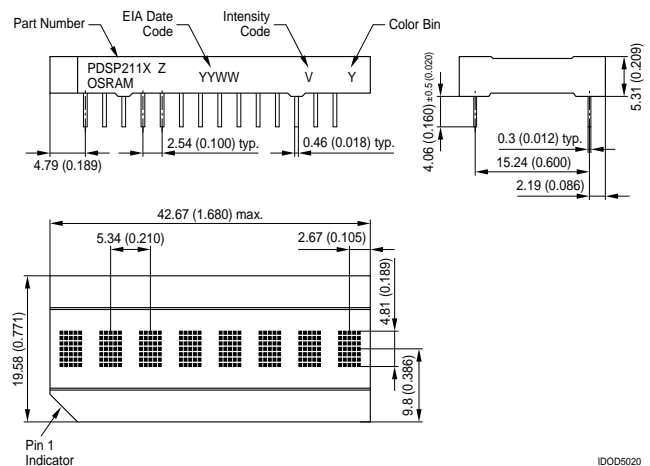 Part Number
EIA Date
Code
Intensity
Code
Color Bin
PDSP211X Z
OSRAM
YYWW
V
Y
4.79 (0.189)
2.54 (0.100) typ.
0.46 (0.018) typ.
4.06 (0.160) ±0.5 (0.020)
5.31 (0.209)
0.3 (0.012) typ.
15.24 (0.600)
2.19 (0.086)
42.67 (1.680) max.
5.34 (0.210)
2.67 (0.105)
4.81 (0.189)
19.58 (0.771)
9.8 (0.386)
Pin 1
Indicator
IDOD5020